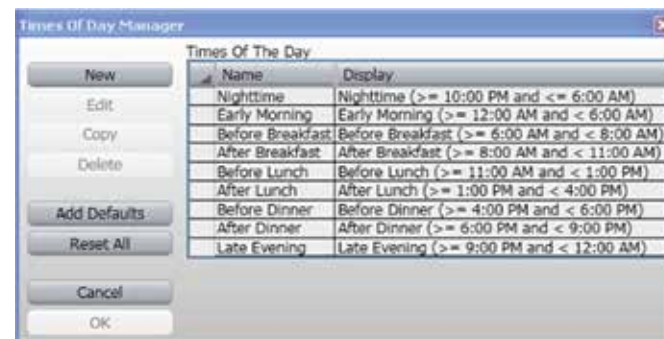 Times Of Day Manager
Times Of The Day
New
Edit
Copy
Delete
Add Defaults
Reset All
Cancel
OK
Name Display
Nighttime Nighttime (>= 10:00 PM and <= 6:00 AM)
Early Morning Early Morning (>= 12:00 AM and < 6:00 AM)
Before Breakfast Before Breakfast (>= 6:00 AM and < 8:00 AM)
After Breakfast After Breakfast (>= 8:00 AM and < 11:00 AM)
Before Lunch Before Lunch (>= 11:00 AM and < 1:00 PM)
After Lunch After Lunch (>= 1:00 PM and < 4:00 PM)
Before Dinner Before Dinner (>= 4:00 PM and < 6:00 PM)
After Dinner After Dinner (>= 6:00 PM and < 9:00 PM)
Late Evening Late Evening (>= 9:00 PM and < 12:00 AM)